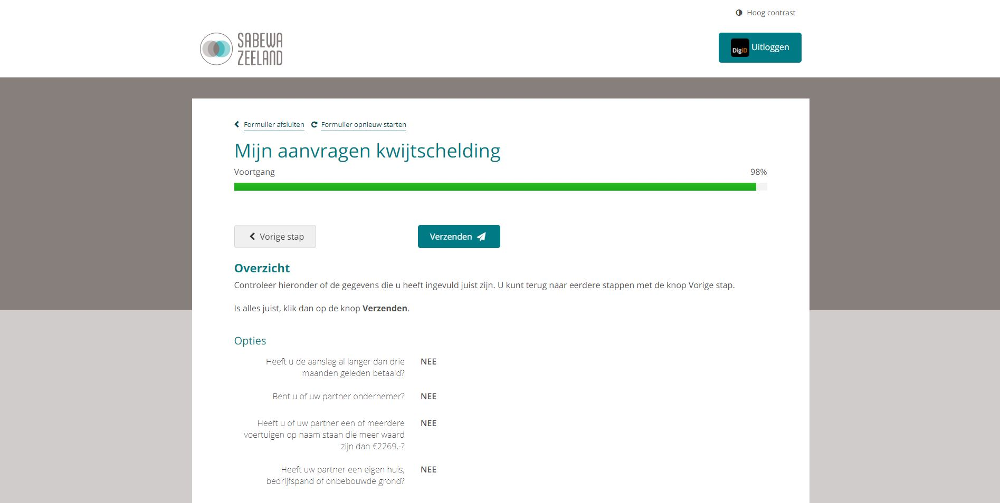 Hoog contrast
SABEWA
ZEELAND
DigiD Uitloggen
Formulier afsluiten Formulier opnieuw starten
Mijn aanvragen kwijtschelding
Voortgang 98%
Vorige stap Verzenden
Overzicht
Controleer hieronder of de gegevens die u heeft ingevuld juist zijn. U kunt terug naar eerdere stappen met de knop Vorige stap.
Is alles juist, klik dan op de knop Verzenden.
Opties
Heeft u de aanslag al langer dan drie NEE
maanden geleden betaald?
Bent u of uw partner ondernemer? NEE
Heeft u of uw partner een of meerdere NEE
voertuigen op naam staan die meer waard
zijn dan €2269,-?
Heeft uw partner een eigen huis, NEE
bedrijfspand of onbebouwde grond?